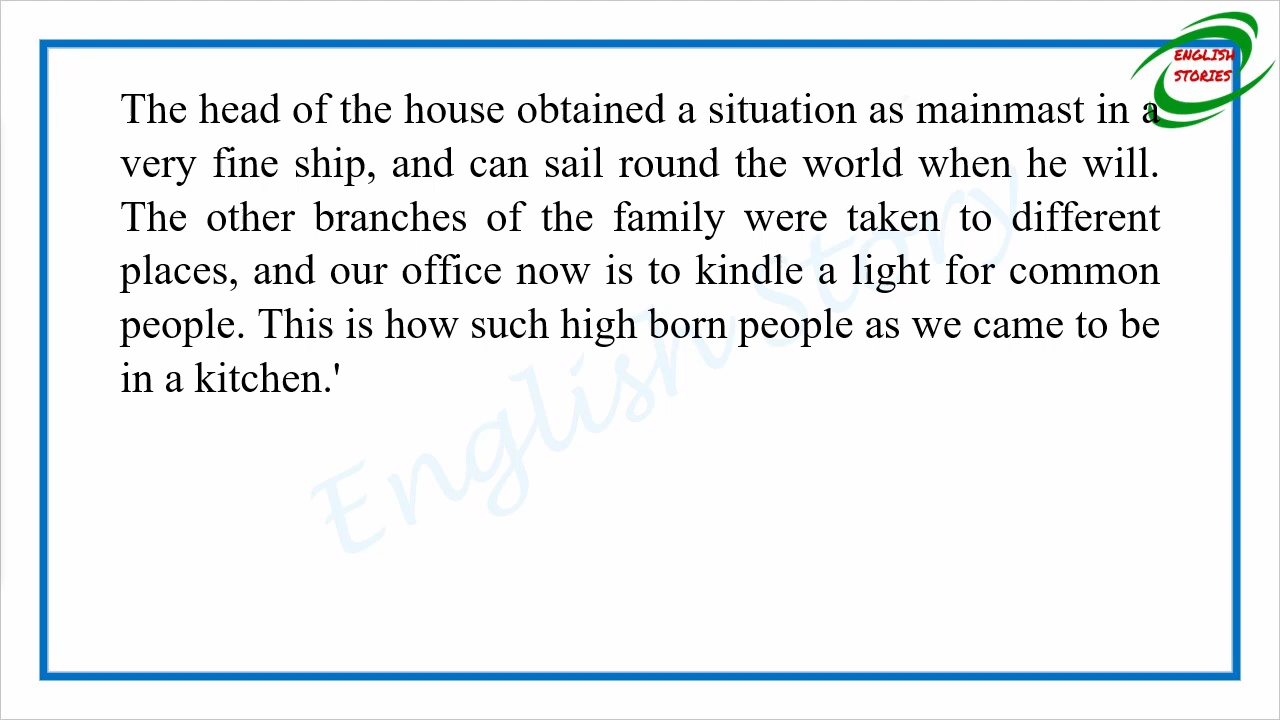 ENGLISH
STORIES
The head of the house obtained a situation as mainmast in a
very fine ship, and can sail round the world when he will.
The other branches of the family were taken to different
places, and our office now is to kindle a light for common
people. This is how such high born people as we came to be
in a kitchen.'
English Story